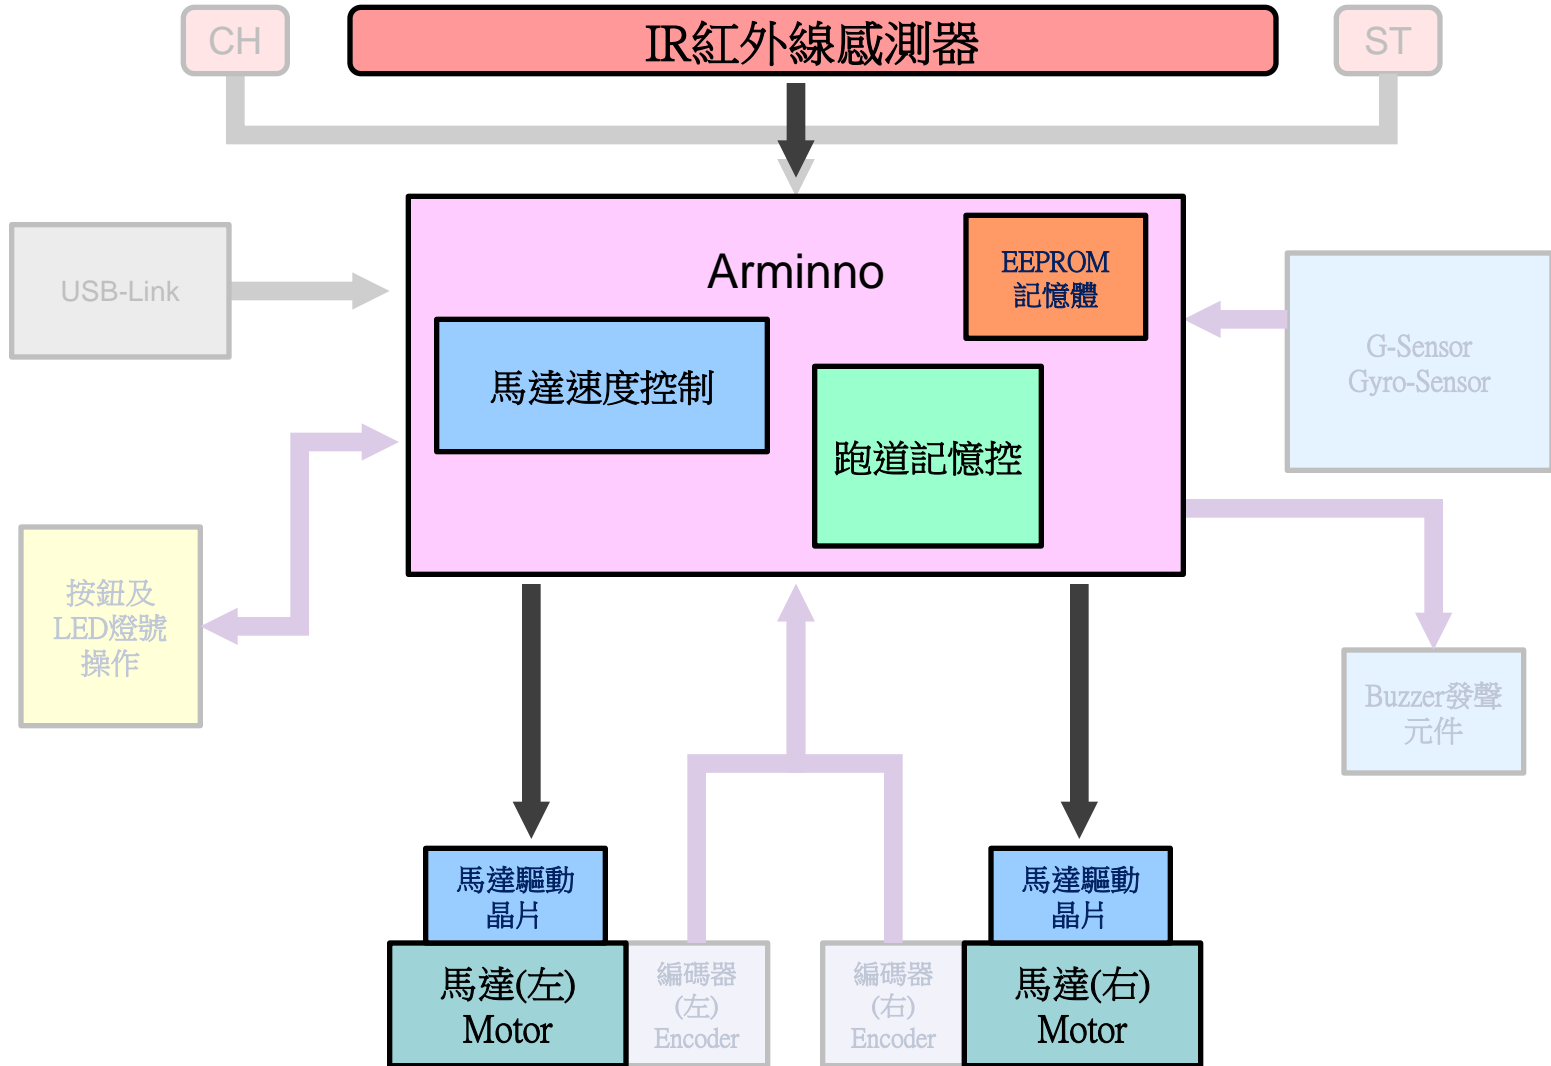 CH
IR紅外線感測器
ST
Arminno
EEPROM
記憶體
USB-Link
G-Sensor
Gyro-Sensor
馬達速度控制
跑道記憶控
按鈕及
LED燈號
操作
Buzzer發聲
元件
馬達驅動
晶片
馬達驅動
晶片
馬達(左)
Motor
編碼器
(左)
Encoder
編碼器
(右)
Encoder
馬達(右)
Motor